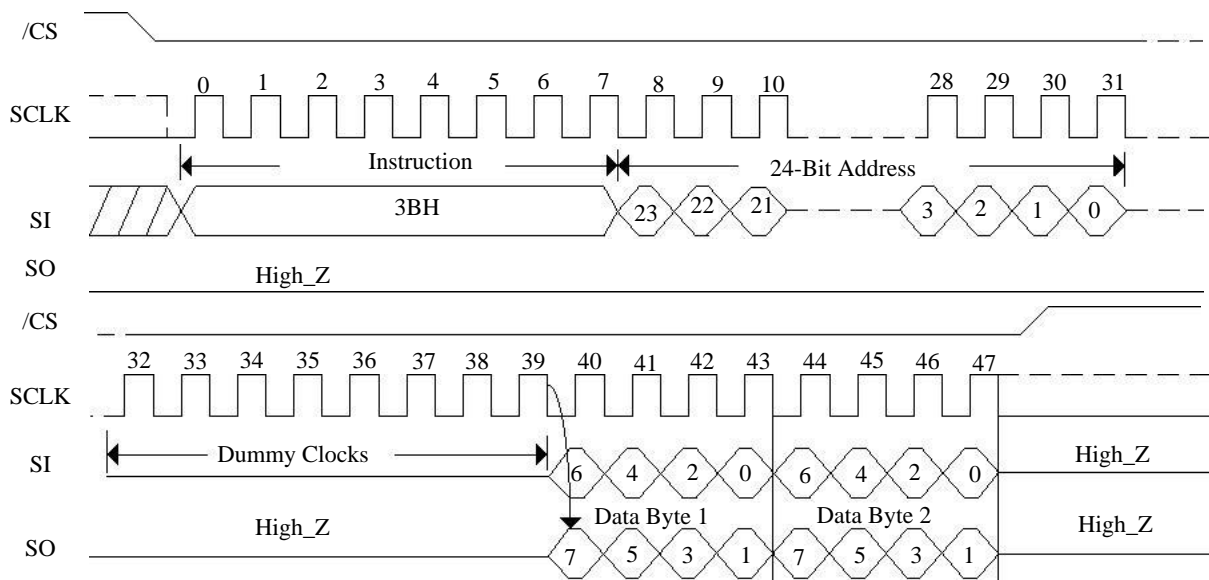 /CS
0 1 2 3 4 5 6 7 8 9 10 28 29 30 31
SCLK
Instruction 24-Bit Address
SI 3BH 23 22 21 3 2 1 0
SO High_Z
/CS
32 33 34 35 36 37 38 39 40 41 42 43 44 45 46 47
SCLK
SI Dummy Clocks 6 4 2 0 6 4 2 0 High_Z
High_Z Data Byte 1 Data Byte 2 High_Z
SO 7 5 3 1 7 5 3 1